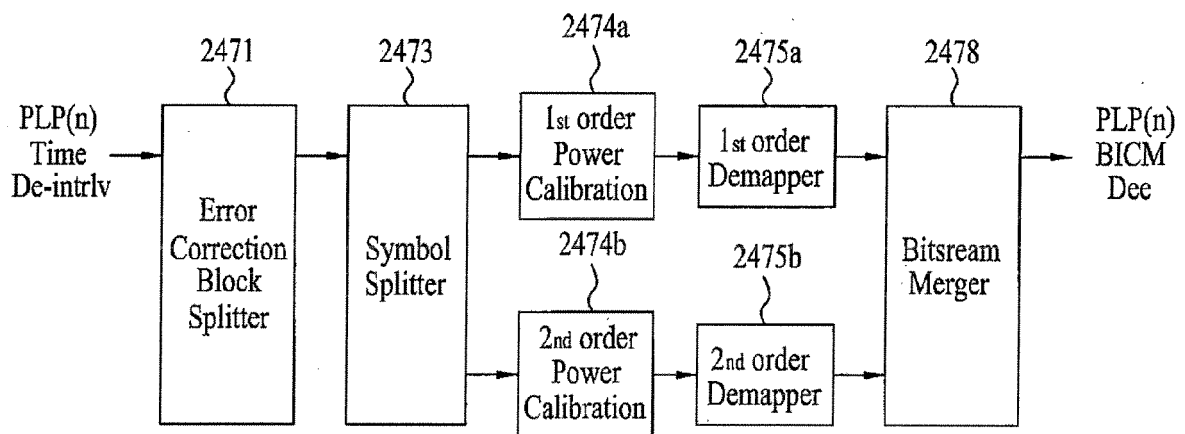 2471
2473
2474a
2475a
2478
PLP(n)
Time
De-intrlv
Error
Correction
Block
Splitter
Symbol
Splitter
1st order
Power
Calibration
1st order
Demapper
2474b
2nd order
Power
Calibration
2475b
2nd order
Demapper
Bitsream
Merger
PLP(n)
BICM
Dee